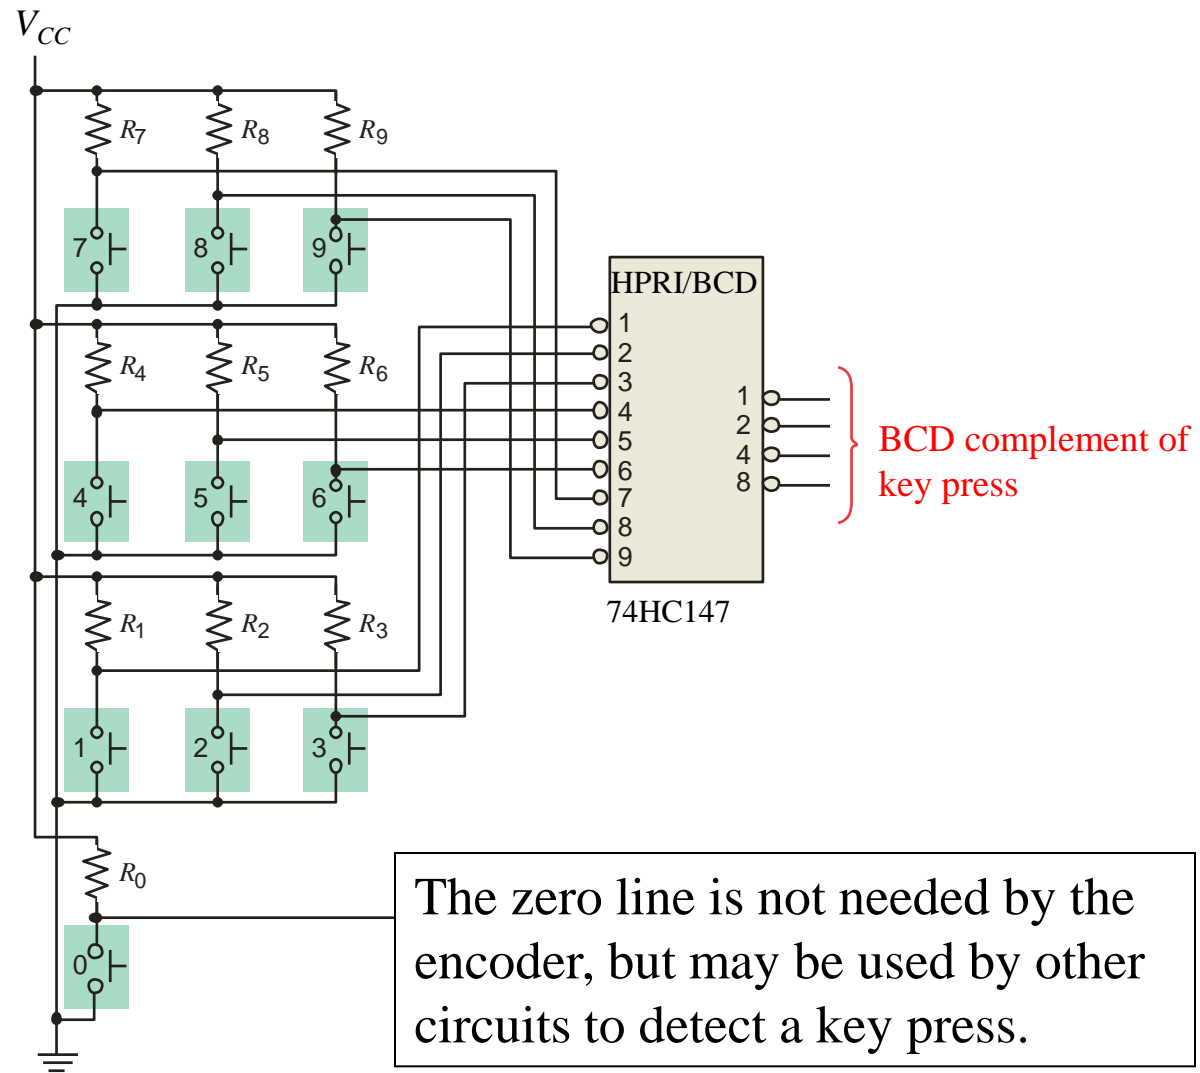 VCC
R7 R8 R9
7 8 9
HPRI/BCD
1
2
3
4
5
6
7
8
9
1
2
4
8
BCD complement of
key press
74HC147
R4 R5 R6
4 5 6
R1 R2 R3
1 2 3
R0
0
The zero line is not needed by the
encoder, but may be used by other
circuits to detect a key press.